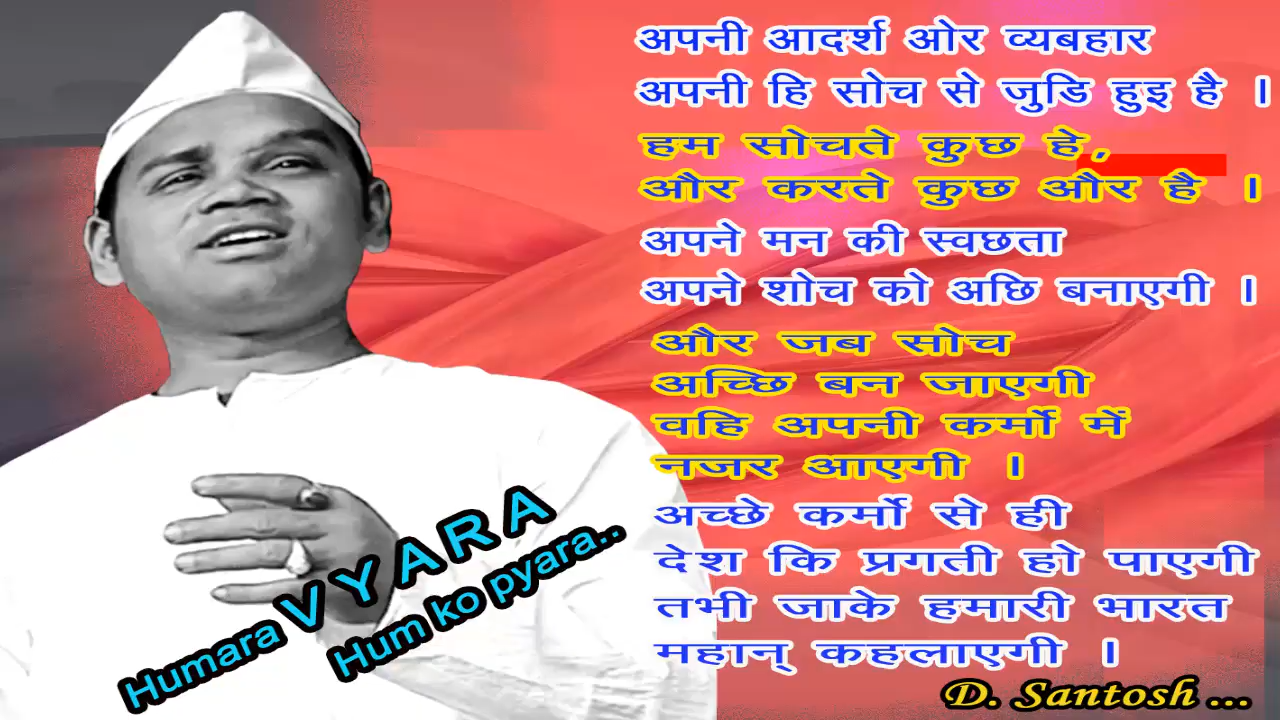 अपनी आदर्श ओर व्यबहार
अपनी हि सोच से जुडि हुइ है ।
हम सोचते कुछ हे,
और करते कुछ और है ।
अपने मन की स्वछता
अपने शोच को अछि बनाएगी ।
और जब सोच
अच्छि बन जाएगी
वहि अपनी कर्मो में
नजर आएगी ।
अच्छे कर्मो से ही
देश कि प्रगती हो पाएगी
तभी जाके हमारी भारत
महान् कहलाएगी ।
D. Santosh ...
Humara VYARA
Hum ko pyara..